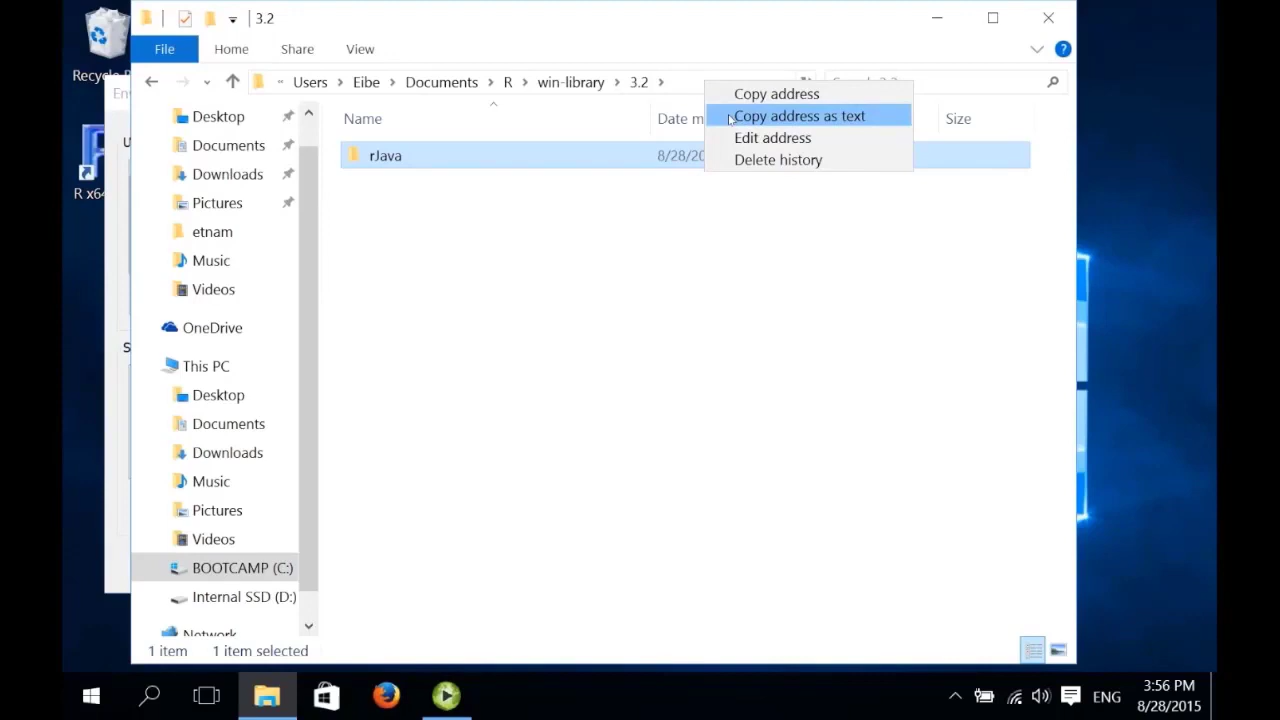 3.2
File Home Share View
Users Eibe Documents R win-library 3.2
Copy address
Copy address as text
Edit address
Delete history
Name Date m Size
rJava 8/28/20
Desktop
Documents
Downloads
Pictures
etnam
Music
Videos
OneDrive
This PC
Desktop
Documents
Downloads
Music
Pictures
Videos
BOOTCAMP (C:)
Internal SSD (D:)
Network
1 item 1 item selected
Recycle
R x64
ENG
3:56 PM
8/28/2015